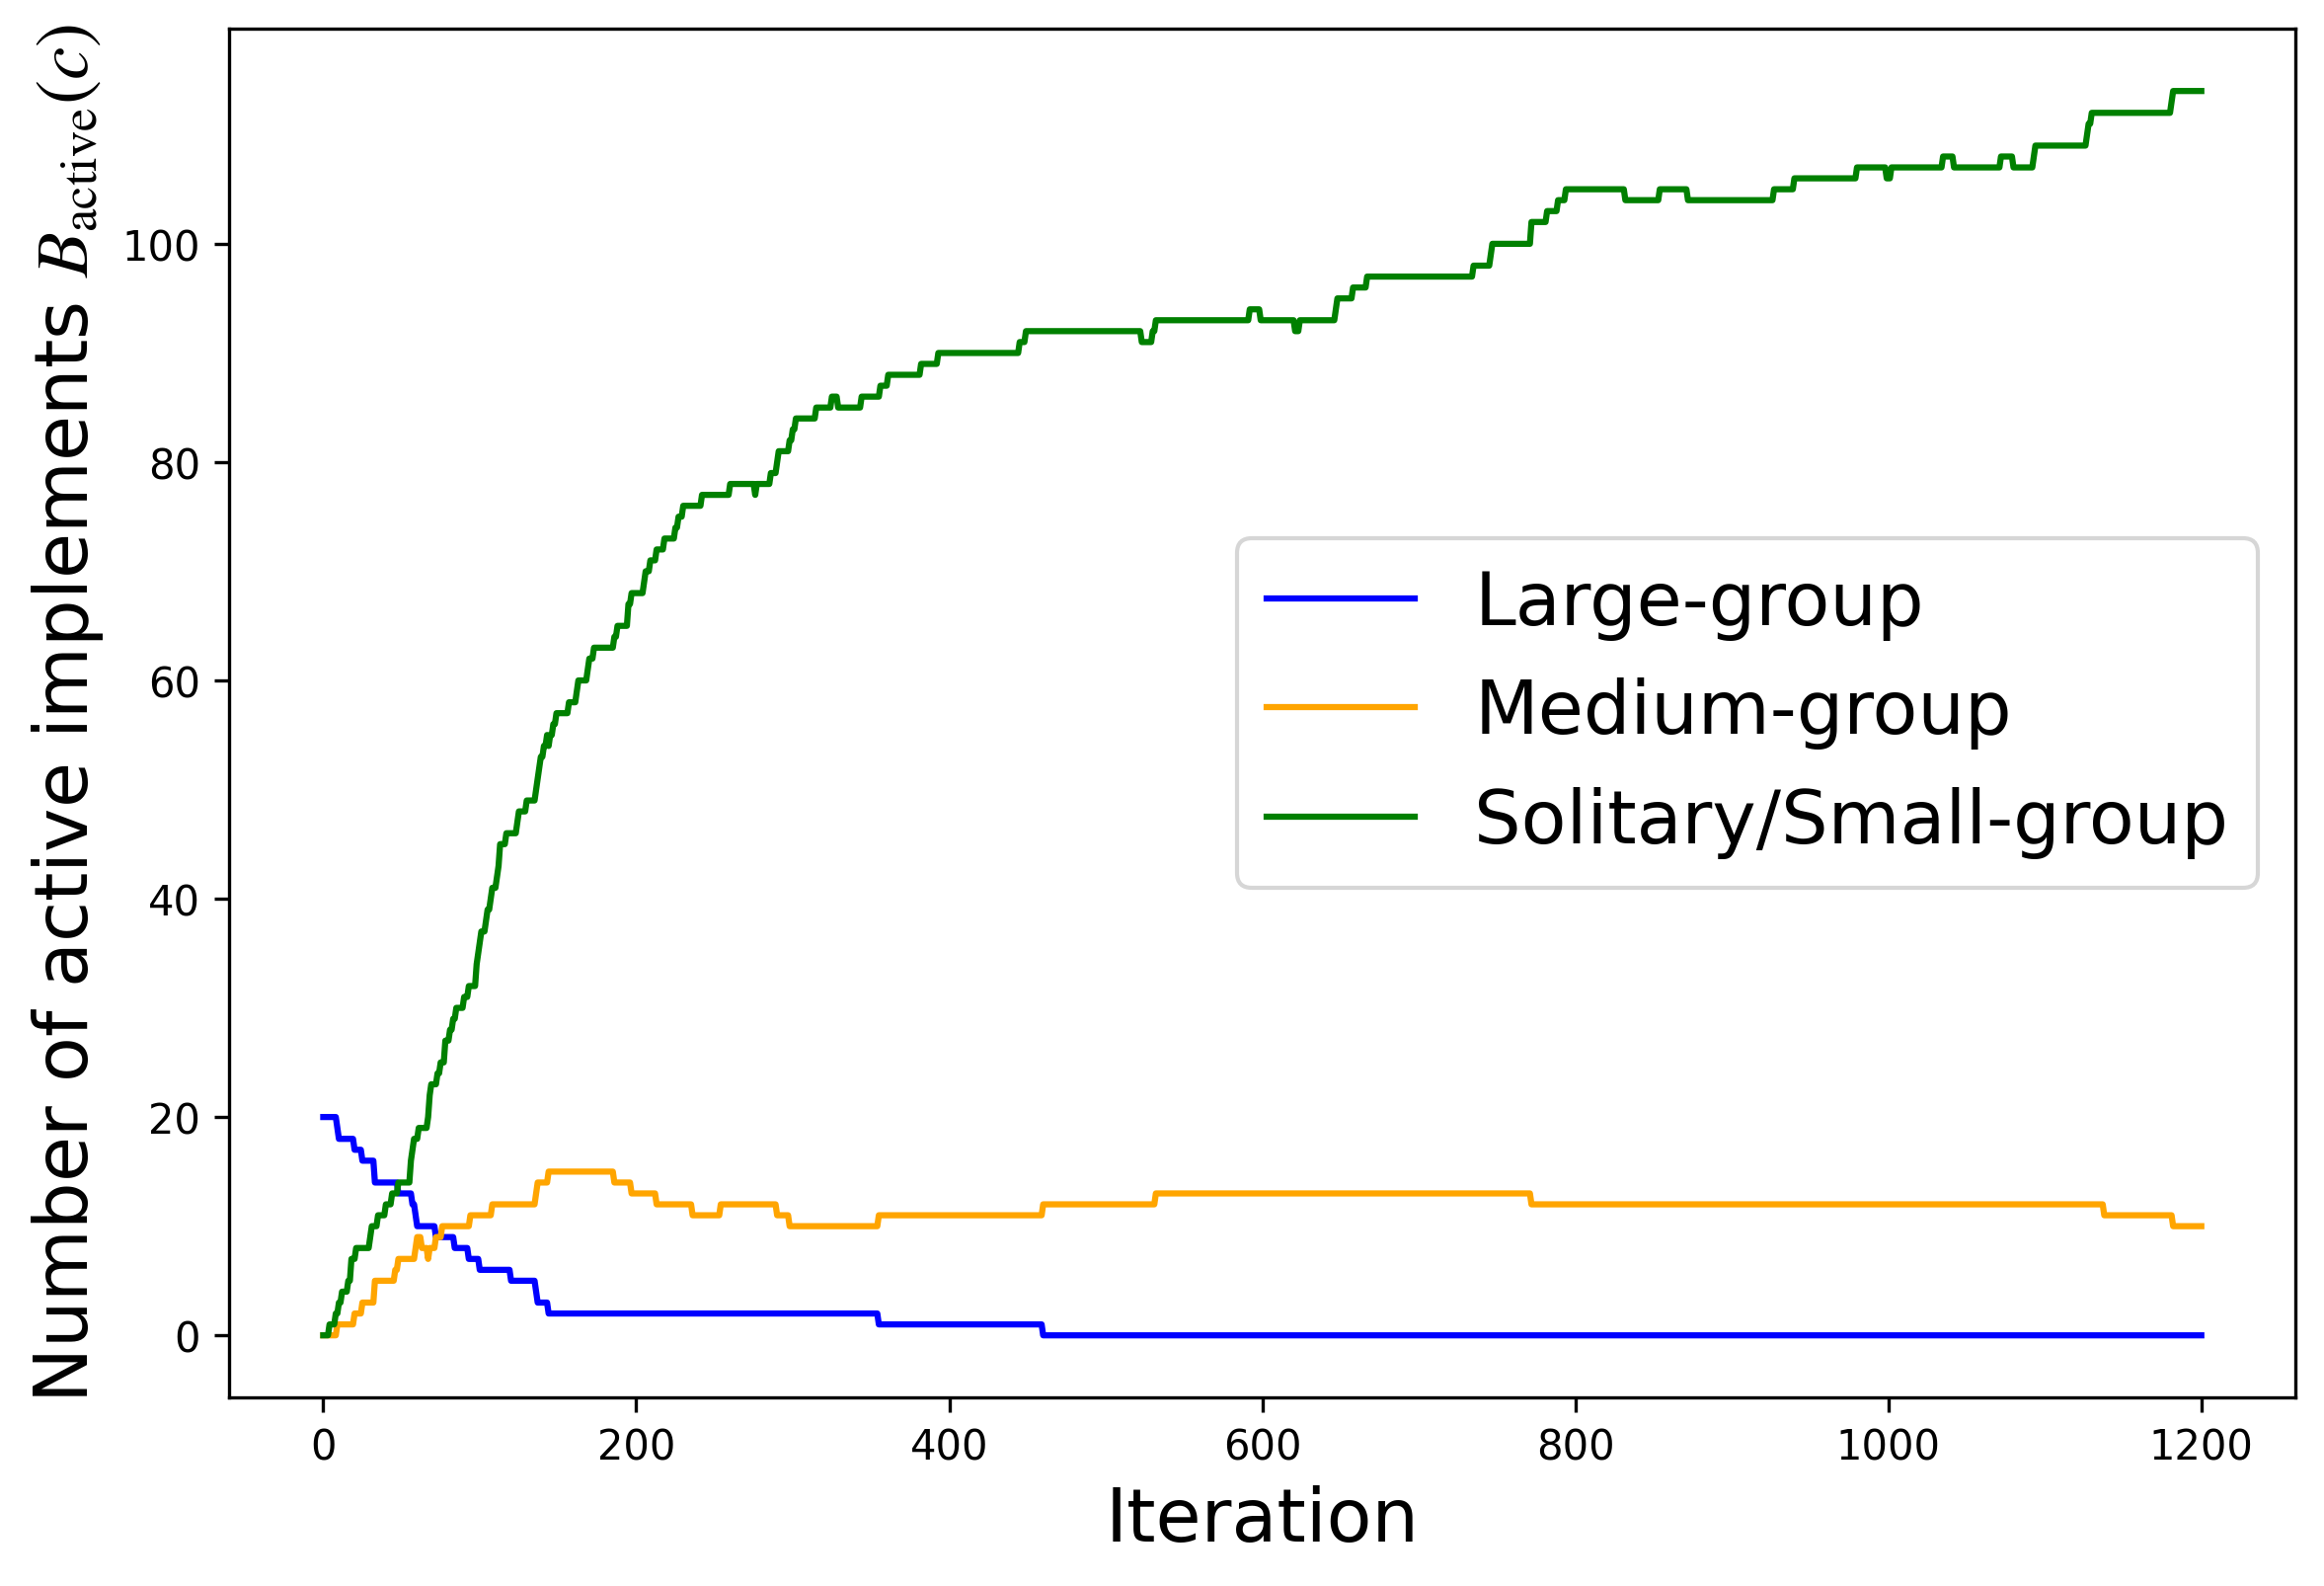 Number of active implements B_active(c)
100
80
60
40
20
0
Large-group
Medium-group
Solitary/Small-group
0 200 400 600 800 1000 1200
Iteration